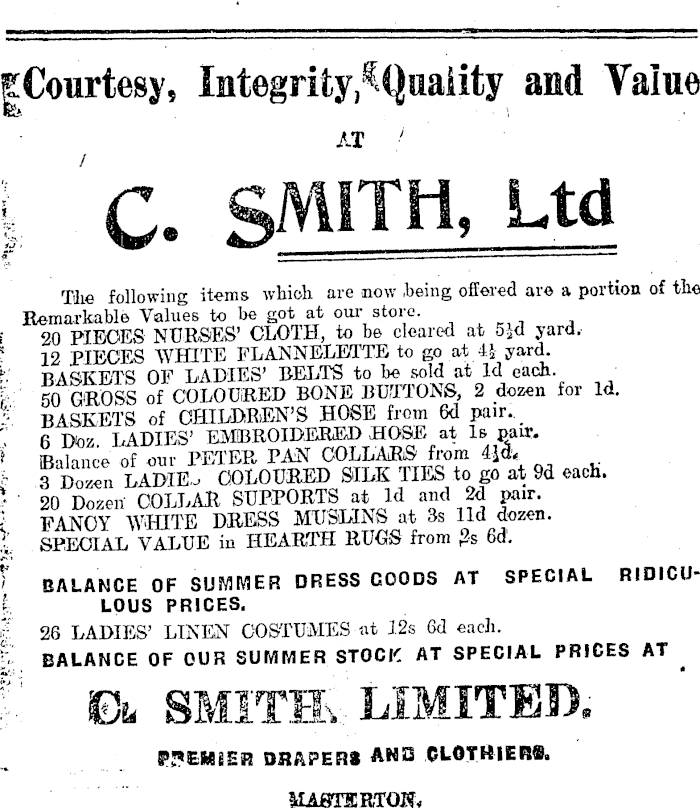 Courtesy, Integrity, Quality and Value
AT
C. SMITH, Ltd
The following items which are now being offered are a portion of the
Remarkable Values to be got at our store.
20 PIECES NURSES' CLOTH, to be cleared at 5½d yard.
12 PIECES WHITE FLANNELETTE to go at 4½ yard.
BASKETS OF LADIES' BELTS to be sold at 1d each.
50 GROSS of COLOURED BONE BUTTONS, 2 dozen for 1d.
BASKETS of CHILDREN'S HOSE from 6d pair.
6 Doz. LADIES' EMBROIDERED HOSE at 1s pair.
Balance of our PETER PAN COLLARS from 4½d.
3 Dozen LADIE COLOURED SILK TIES to go at 9d each.
20 Dozen COLLAR SUPPORTS at 1d and 2d pair.
FANCY WHITE DRESS MUSLINS at 3s 11d dozen.
SPECIAL VALUE in HEARTH RUGS from 2s 6d.
BALANCE OF SUMMER DRESS GOODS AT SPECIAL RIDICU-
LOUS PRICES.
26 LADIES' LINEN COSTUMES at 12s 6d each.
BALANCE OF OUR SUMMER STOCK AT SPECIAL PRICES AT
C. SMITH, LIMITED.
PREMIER DRAPERS AND CLOTHIERS.
MASTERTON.